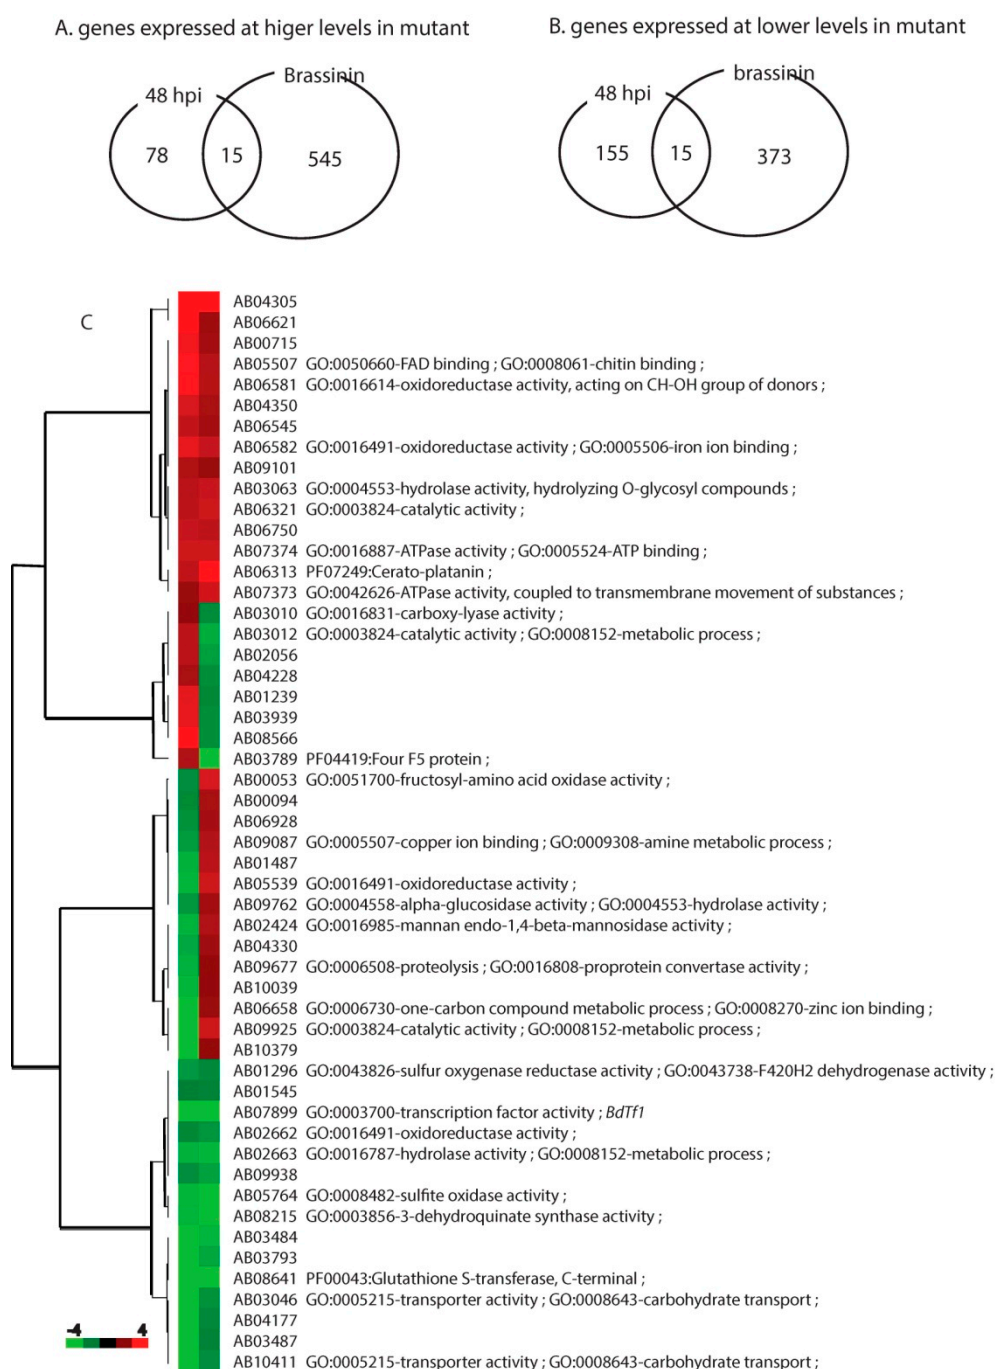 A. genes expressed at higer levels in mutant
B. genes expressed at lower levels in mutant
48 hpi
Brassinin
78
15
545
48 hpi
brassinin
155
15
373
C
AB04305
AB06621
AB00715
AB05507 GO:0050660-FAD binding ; GO:0008061-chitin binding ;
AB06581 GO:0016614-oxidoreductase activity, acting on CH-OH group of donors ;
AB04350
AB06545
AB06582 GO:0016491-oxidoreductase activity ; GO:0005506-iron ion binding ;
AB09101
AB03063 GO:0004553-hydrolase activity, hydrolyzing O-glycosyl compounds ;
AB06321 GO:0003824-catalytic activity ;
AB06750
AB07374 GO:0016887-ATPase activity ; GO:0005524-ATP binding ;
AB06313 PF07249:Cerato-platanin ;
AB07373 GO:0042626-ATPase activity, coupled to transmembrane movement of substances ;
AB03010 GO:0016831-carboxy-lyase activity ;
AB03012 GO:0003824-catalytic activity ; GO:0008152-metabolic process ;
AB02056
AB04228
AB01239
AB03939
AB08566
AB03789 PF04419:Four F5 protein ;
AB00053 GO:0051700-fructosyl-amino acid oxidase activity ;
AB00094
AB06928
AB09087 GO:0005507-copper ion binding ; GO:0009308-amine metabolic process ;
AB01487
AB05539 GO:0016491-oxidoreductase activity ;
AB09762 GO:0004558-alpha-glucosidase activity ; GO:0004553-hydrolase activity ;
AB02424 GO:0016985-mannan endo-1,4-beta-mannosidase activity ;
AB04330
AB09677 GO:0006508-proteolysis ; GO:0016808-proprotein convertase activity ;
AB10039
AB06658 GO:0006730-one-carbon compound metabolic process ; GO:0008270-zinc ion binding ;
AB09925 GO:0003824-catalytic activity ; GO:0008152-metabolic process ;
AB10379
AB01296 GO:0043826-sulfur oxygenase reductase activity ; GO:0043738-F420H2 dehydrogenase activity ;
AB01545
AB07899 GO:0003700-transcription factor activity ; BdTf1
AB02662 GO:0016491-oxidoreductase activity ;
AB02663 GO:0016787-hydrolase activity ; GO:0008152-metabolic process ;
AB09938
AB05764 GO:0008482-sulfite oxidase activity ;
AB08215 GO:0003856-3-dehydroquinate synthase activity ;
AB03484
AB03793
AB08641 PF00043:Glutathione S-transferase, C-terminal ;
AB03046 GO:0005215-transporter activity ; GO:0008643-carbohydrate transport ;
AB04177
AB03487
AB10411 GO:0005215-transporter activity ; GO:0008643-carbohydrate transport ;
-4 4